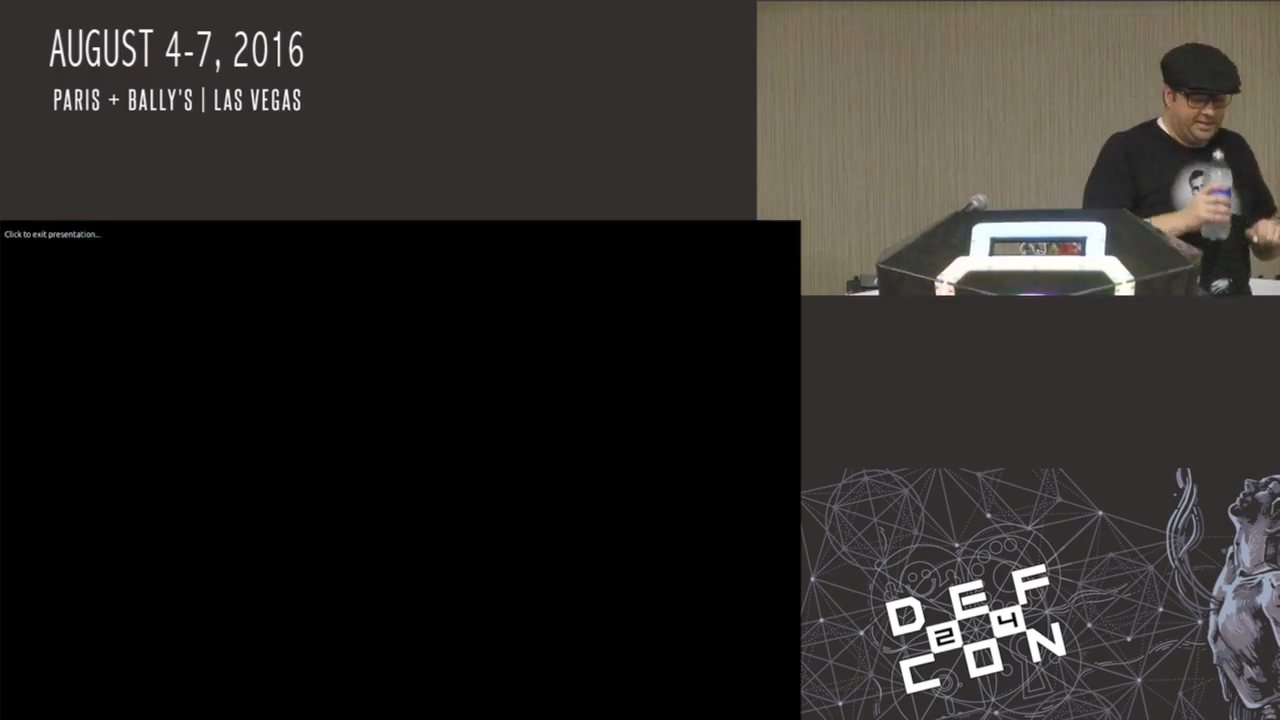 AUGUST 4-7, 2016
PARIS + BALLY'S | LAS VEGAS
Click to exit presentation...
DEF
24
CON